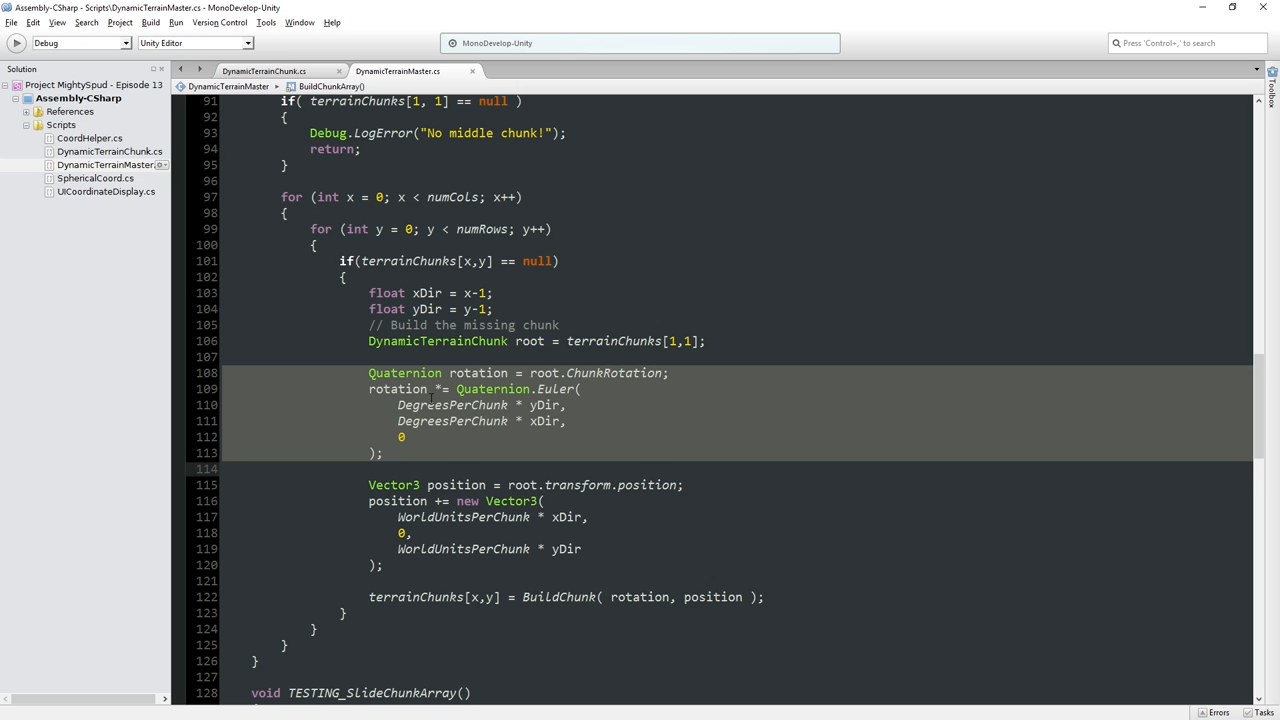 Assembly-CSharp - Scripts\DynamicTerrainMaster.cs - MonoDevelop-Unity
File Edit View Search Project Build Run Version Control Tools Window Help
Debug Unity Editor MonoDevelop-Unity Press 'Control+,' to search
Solution
DynamicTerrainChunk.cs DynamicTerrainMaster.cs
DynamicTerrainMaster BuildChunkArray()
Project MightySpud - Episode 13
Assembly-CSharp
References
Scripts
CoordHelper.cs
DynamicTerrainChunk.cs
DynamicTerrainMaster.
SphericalCoord.cs
UICoordinateDisplay.cs
Toolbox
91 if( terrainChunks[1, 1] == null )
92 {
93 Debug.LogError("No middle chunk!");
94 return;
95 }
96
97 for (int x = 0; x < numCols; x++)
98 {
99 for (int y = 0; y < numRows; y++)
100 {
101 if(terrainChunks[x,y] == null)
102 {
103 float xDir = x-1;
104 float yDir = y-1;
105 // Build the missing chunk
106 DynamicTerrainChunk root = terrainChunks[1,1];
107
108 Quaternion rotation = root.ChunkRotation;
109 rotation *= Quaternion.Euler(
110 DegreesPerChunk * yDir,
111 DegreesPerChunk * xDir,
112 0
113 );
114
115 Vector3 position = root.transform.position;
116 position += new Vector3(
117 WorldUnitsPerChunk * xDir,
118 0,
119 WorldUnitsPerChunk * yDir
120 );
121
122 terrainChunks[x,y] = BuildChunk( rotation, position );
123 }
124 }
125 }
126 }
127
128 void TESTING_SlideChunkArray()
Errors Tasks